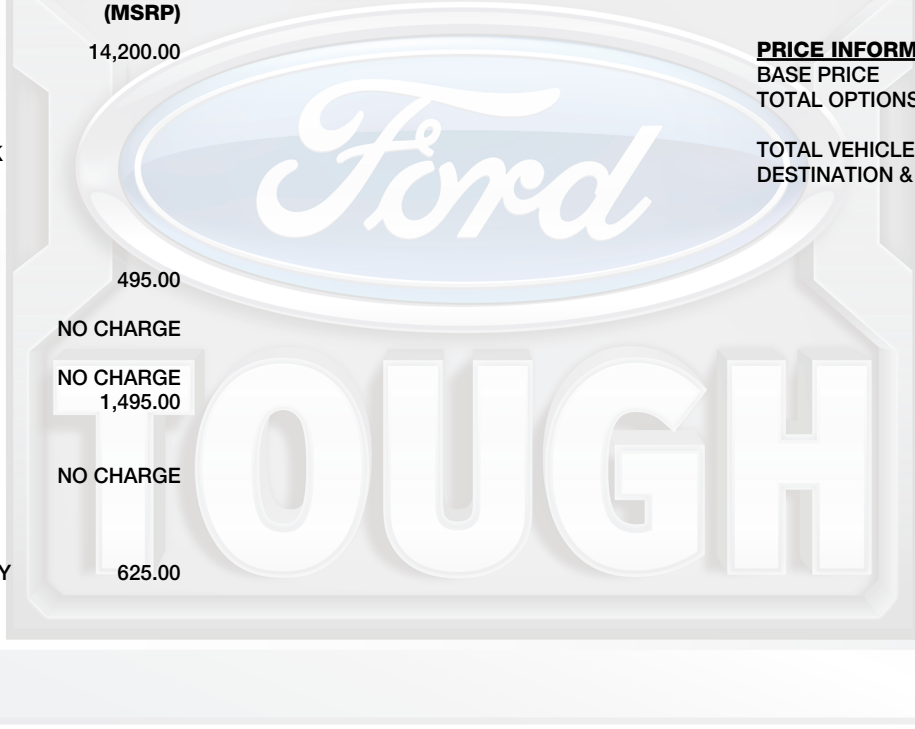 (MSRP)
14,200.00
495.00
NO CHARGE
NO CHARGE
1,495.00
NO CHARGE
Y 625.00
PRICE INFORM
BASE PRICE
TOTAL OPTIONS
TOTAL VEHICLE
DESTINATION &
Ford
TOUGH